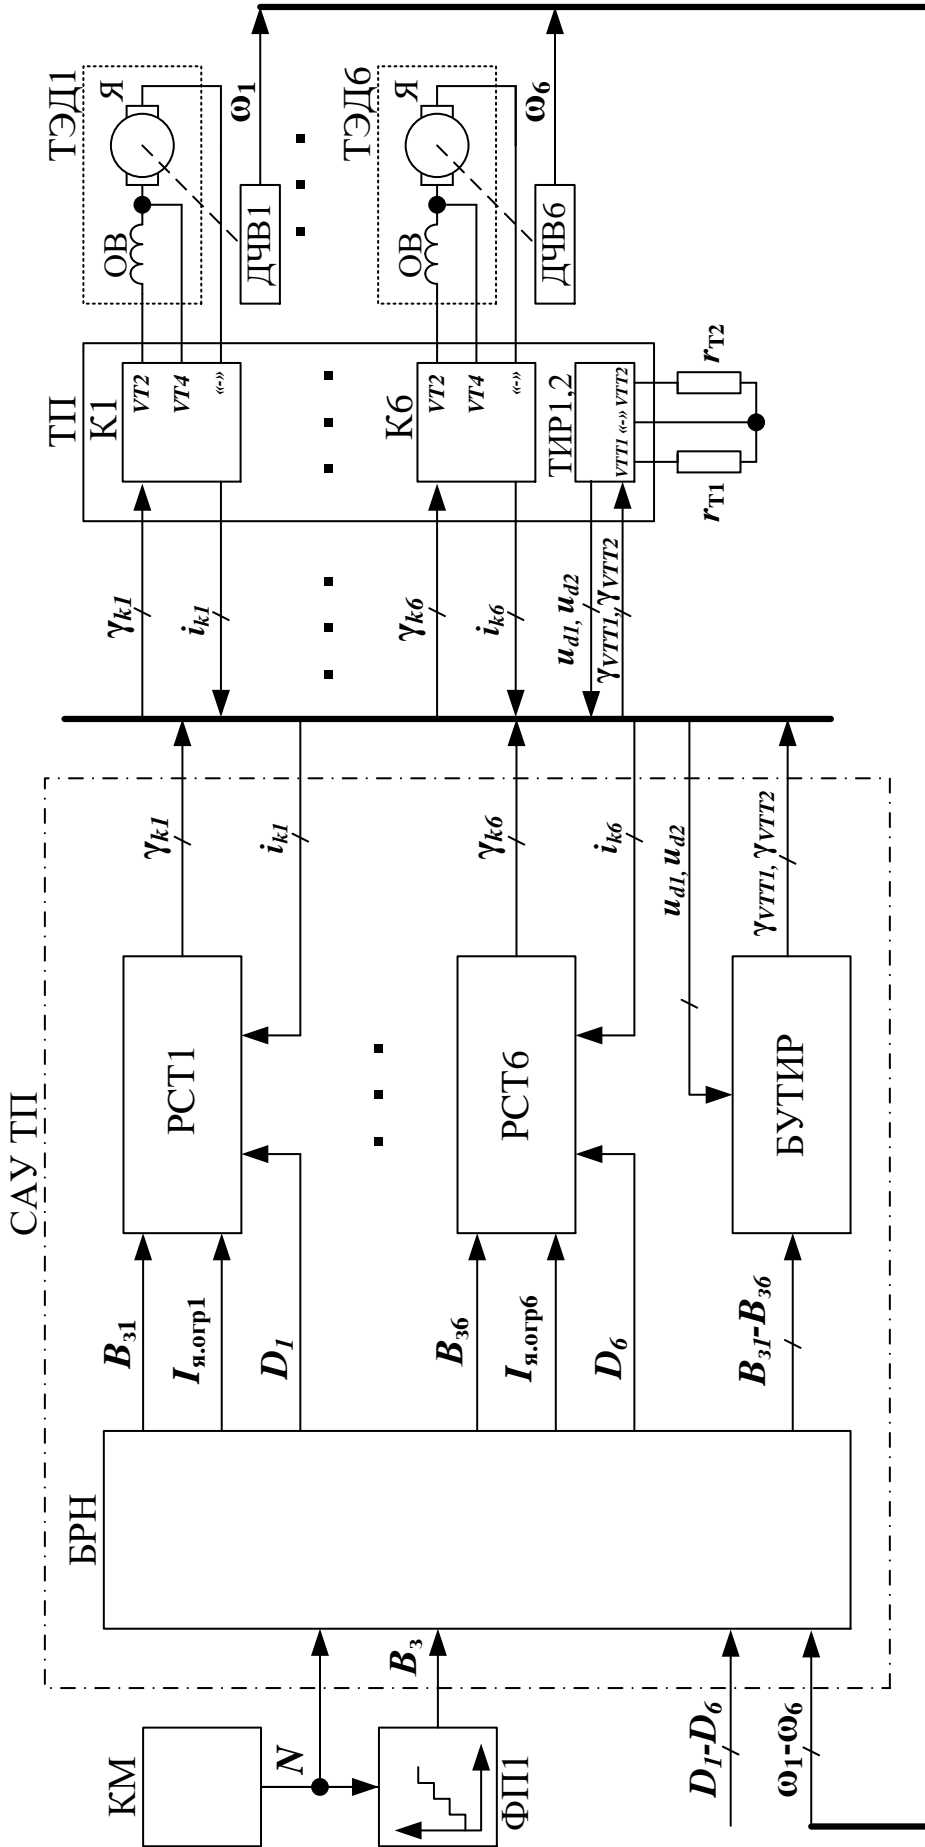 САУ ТП
КМ
N
ФП1
Bз
D1-D6
ω1-ω6
БРН
Bз1
Iя.огр1
D1
Bз6
Iя.огр6
D6
Bз1-Bз6
РСТ1
РСТ6
БУТИР
γk1
ik1
γk6
ik6
ud1, ud2
γVTT1, γVTT2
γk1
ik1
γk6
ik6
ud1, ud2
γVTT1, γVTT2
ТП
К1
VT2
VT4
«-»
К6
VT2
VT4
«-»
ТИР1,2
VTT1 «-» VTT2
rТ1
rТ2
ТЭД1
ОВ
Я
ДЧВ1
ω1
ТЭД6
ОВ
Я
ДЧВ6
ω6